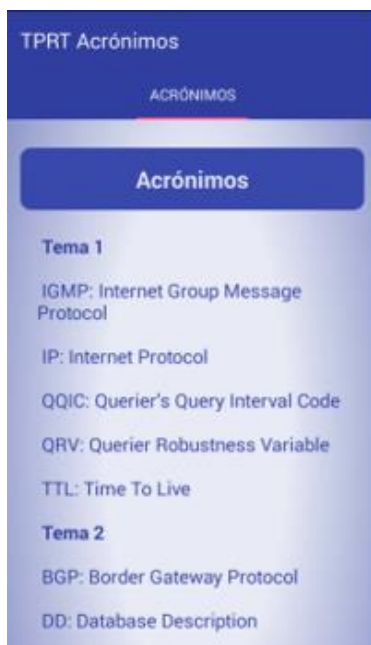 TPRT Acrónimos
ACRÓNIMOS
Acrónimos
Tema 1
IGMP: Internet Group Message
Protocol
IP: Internet Protocol
QQIC: Querier's Query Interval Code
QRV: Querier Robustness Variable
TTL: Time To Live
Tema 2
BGP: Border Gateway Protocol
DD: Database Description